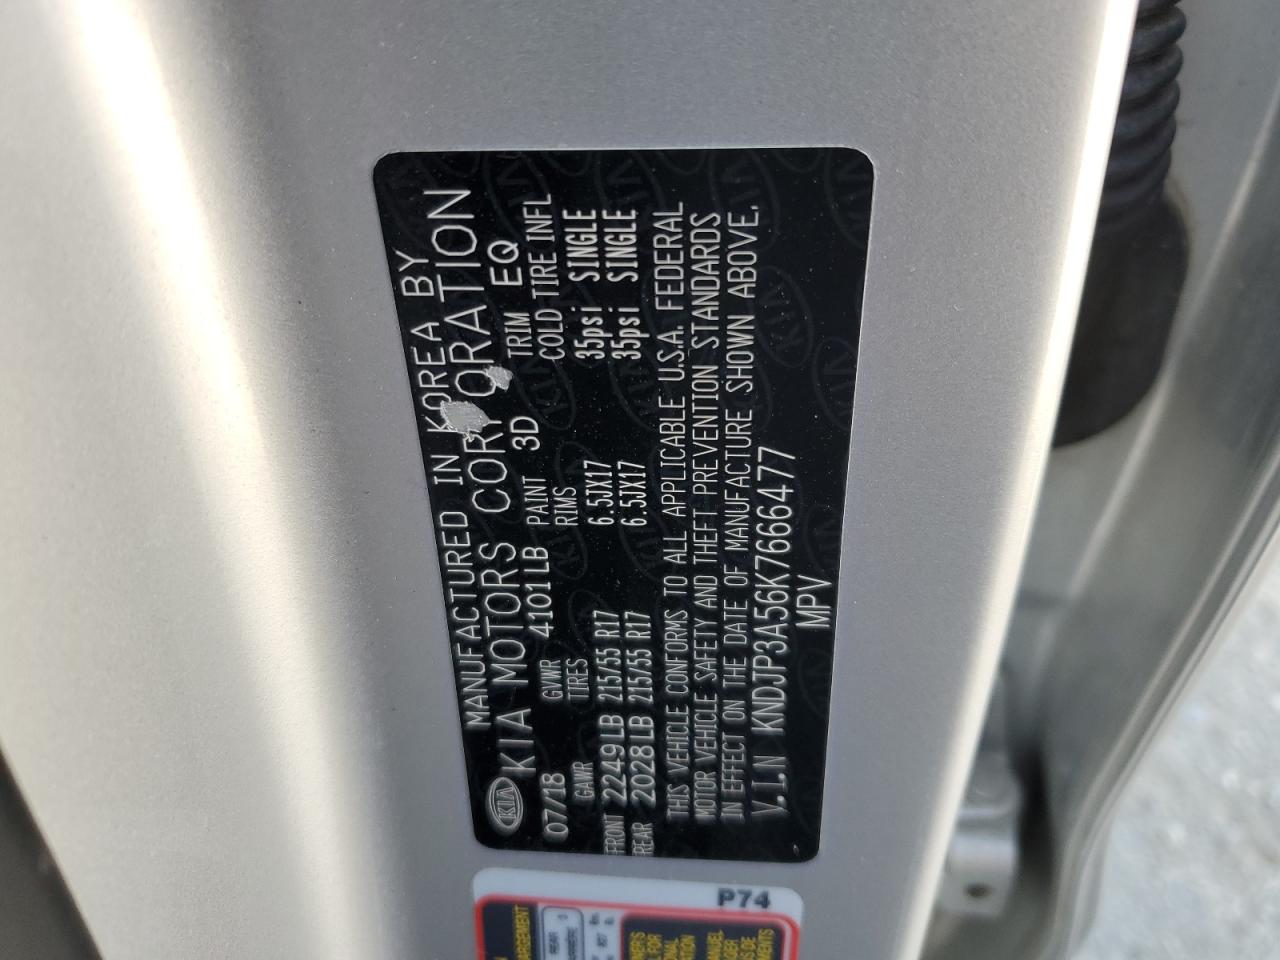 MANUFACTURED IN KOREA BY
KIA KIA MOTORS CORPORATION
07/18 GVWR 4101LB PAINT 3D TRIM EQ
GAWR TIRES RIMS COLD TIRE INFL
FRONT 2249LB 215/55 R17 6.5JX17 35psi SINGLE
REAR 2028LB 215/55 R17 6.5JX17 35psi SINGLE
THIS VEHICLE CONFORMS TO ALL APPLICABLE U.S.A. FEDERAL
MOTOR VEHICLE SAFETY AND THEFT PREVENTION STANDARDS
IN EFFECT ON THE DATE OF MANUFACTURE SHOWN ABOVE.
V.I.N KNDJP3A56K7666477
MPV
P74
REAR